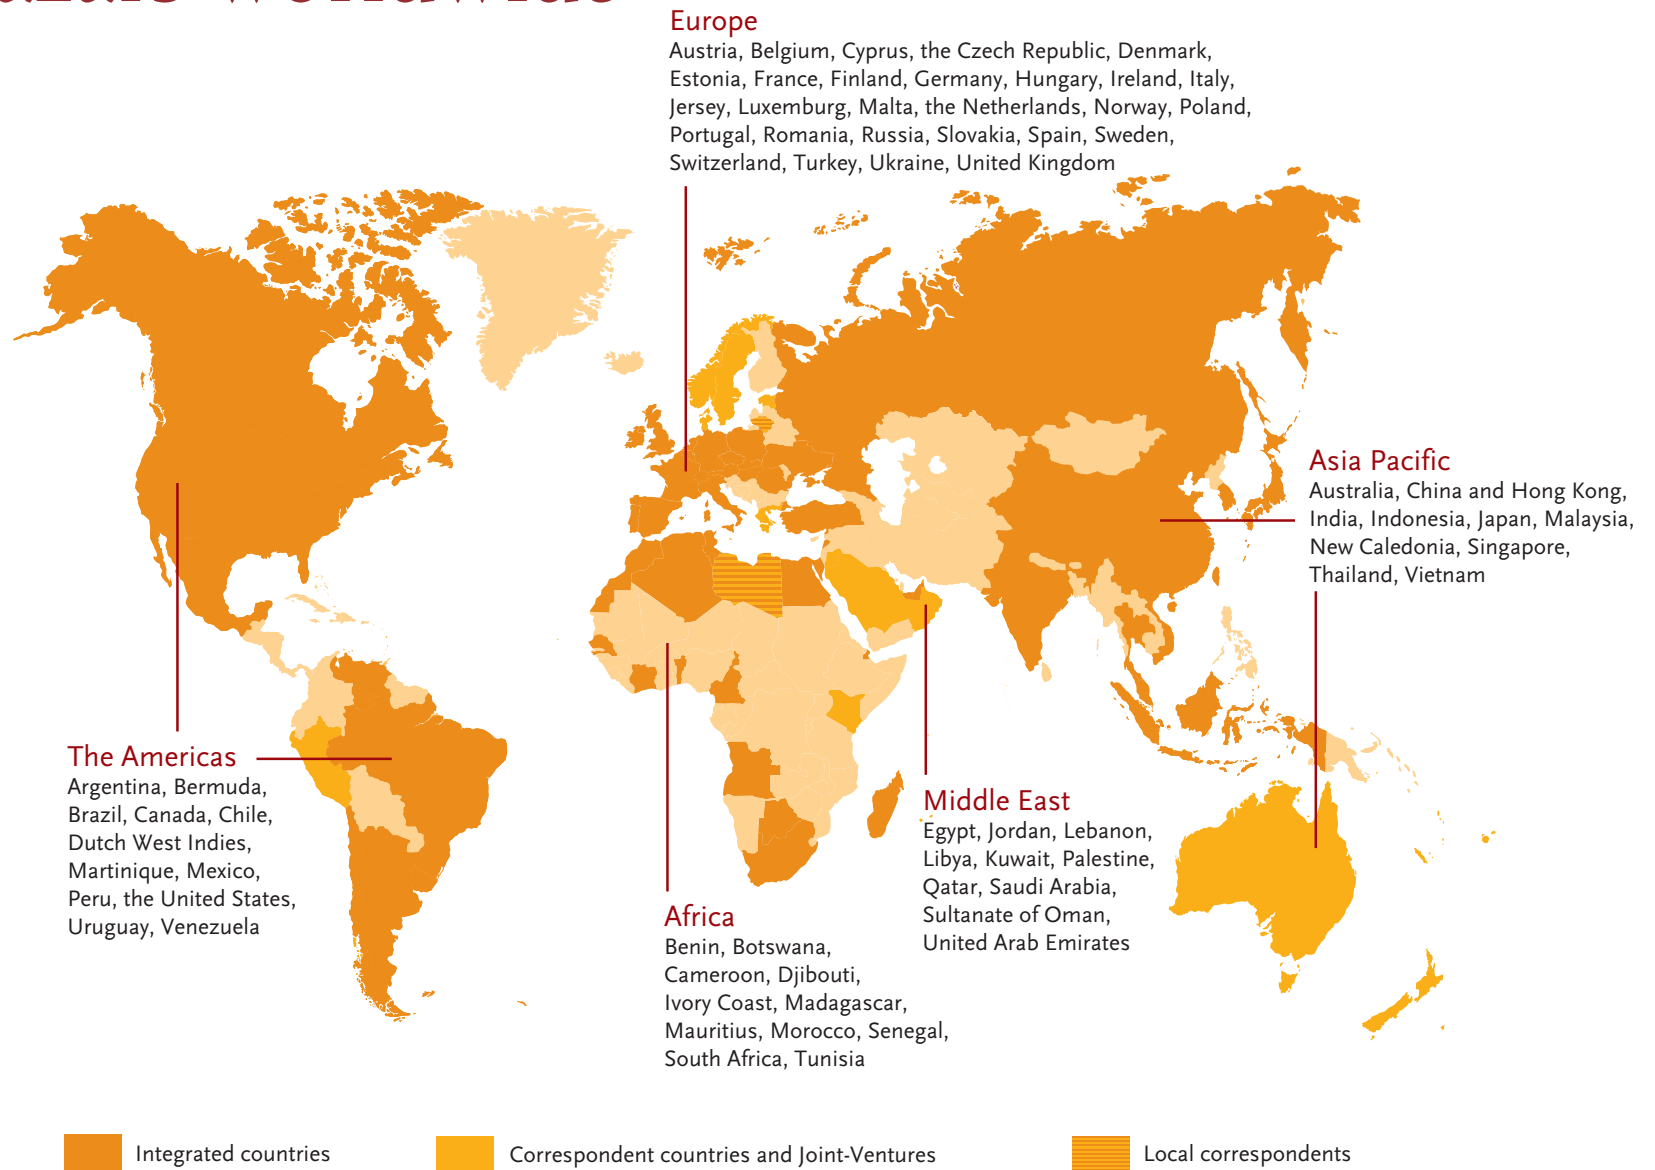 Europe
Austria, Belgium, Cyprus, the Czech Republic, Denmark,
Estonia, France, Finland, Germany, Hungary, Ireland, Italy,
Jersey, Luxemburg, Malta, the Netherlands, Norway, Poland,
Portugal, Romania, Russia, Slovakia, Spain, Sweden,
Switzerland, Turkey, Ukraine, United Kingdom
Asia Pacific
Australia, China and Hong Kong,
India, Indonesia, Japan, Malaysia,
New Caledonia, Singapore,
Thailand, Vietnam
The Americas
Argentina, Bermuda,
Brazil, Canada, Chile,
Dutch West Indies,
Martinique, Mexico,
Peru, the United States,
Uruguay, Venezuela
Middle East
Egypt, Jordan, Lebanon,
Libya, Kuwait, Palestine,
Qatar, Saudi Arabia,
Sultanate of Oman,
United Arab Emirates
Africa
Benin, Botswana,
Cameroon, Djibouti,
Ivory Coast, Madagascar,
Mauritius, Morocco, Senegal,
South Africa, Tunisia
Integrated countries
Correspondent countries and Joint-Ventures
Local correspondents